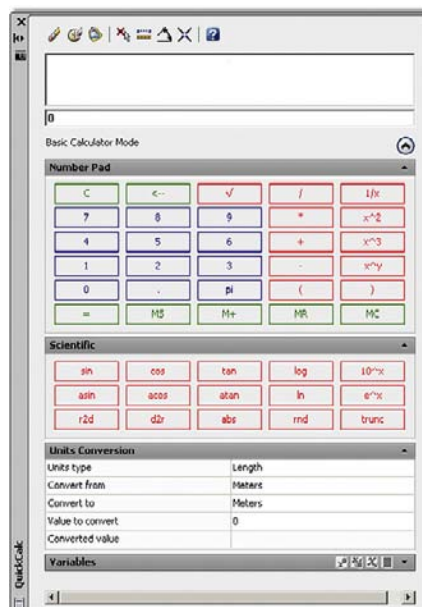 0
Basic Calculator Mode
Number Pad
C <-- √ / 1/x
7 8 9 * x^2
4 5 6 + x^3
1 2 3 - x^y
0 . pi ( )
= MS M+ MR MC
Scientific
sin cos tan log 10^x
asin acos atan ln e^x
r2d d2r abs rnd trunc
Units Conversion
Units type Length
Convert from Meters
Convert to Meters
Value to convert 0
Converted value
Variables
QuickCalc